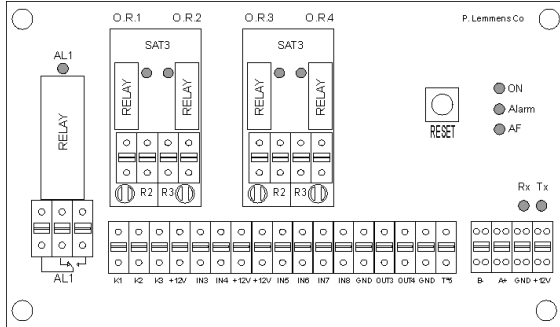 O.R.1 O.R.2 O.R.3 O.R.4 P. Lemmens Co
SAT3 SAT3
AL1
RELAY RELAY RELAY RELAY RELAY
ON
Alarm
AF
RESET
R2 R3 R2 R3
Rx Tx
AL1
K1 K2 K3 +12V IN3 IN4 +12V +12V IN5 IN6 IN7 IN8 GND OUT3 OUT4 GND T°5 B- A+ GND +12V